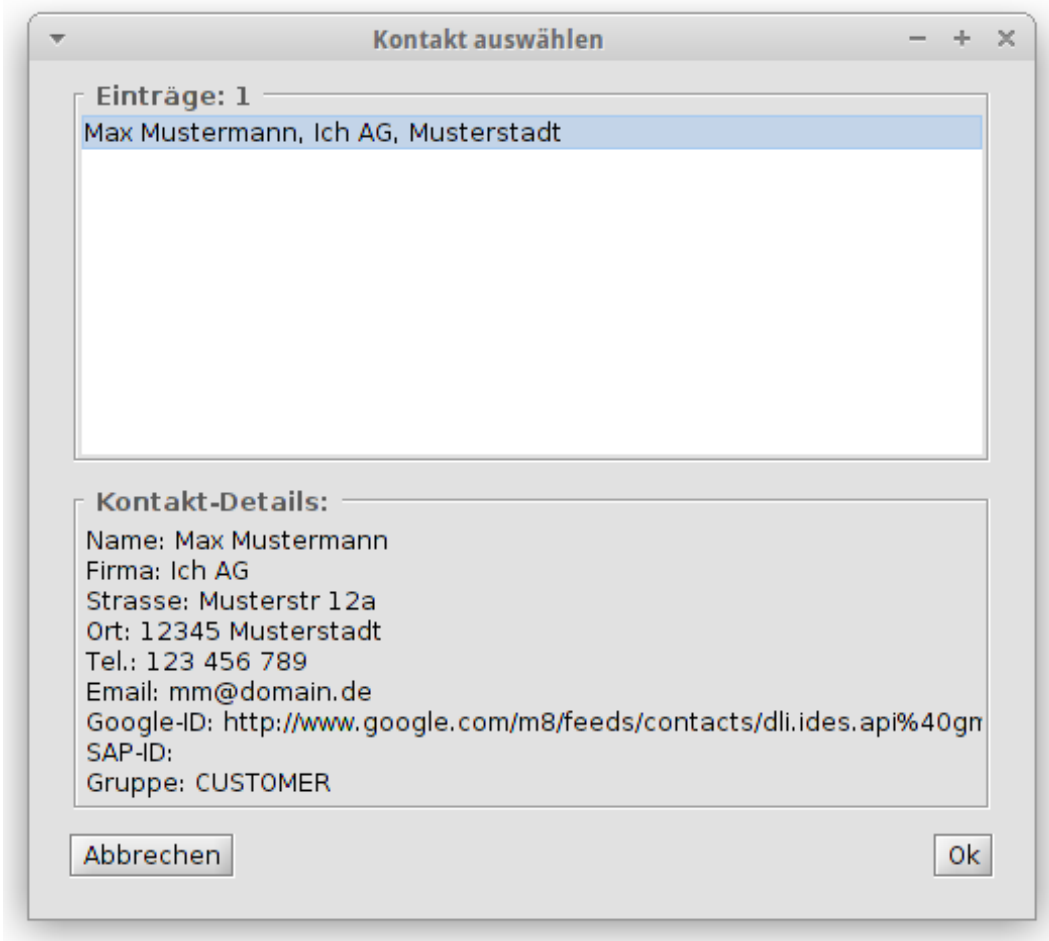 Kontakt auswählen
Einträge: 1
Max Mustermann, Ich AG, Musterstadt
Kontakt-Details:
Name: Max Mustermann
Firma: Ich AG
Strasse: Musterstr 12a
Ort: 12345 Musterstadt
Tel.: 123 456 789
Email: mm@domain.de
Google-ID: http://www.google.com/m8/feeds/contacts/dli.ides.api%40gm
SAP-ID:
Gruppe: CUSTOMER
Abbrechen
Ok